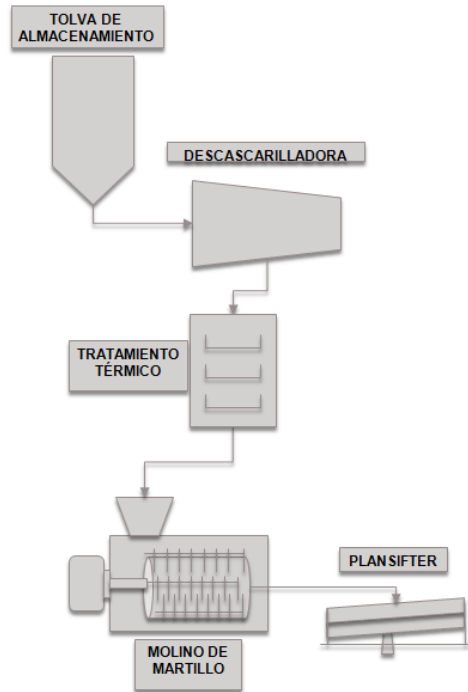 TOLVA DE
ALMACENAMIENTO
DESCASCARILLADORA
TRATAMIENTO
TÉRMICO
PLANSIFTER
MOLINO DE
MARTILLO